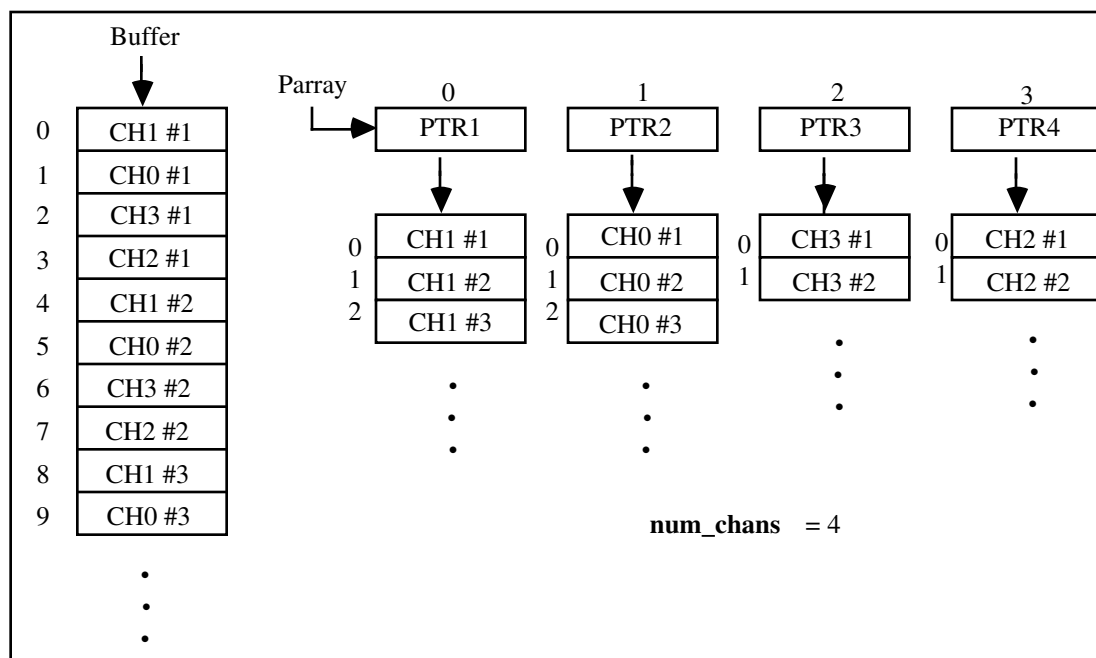 Buffer
0 CH1 #1
1 CH0 #1
2 CH3 #1
3 CH2 #1
4 CH1 #2
5 CH0 #2
6 CH3 #2
7 CH2 #2
8 CH1 #3
9 CH0 #3
Parray
0 1 2 3
PTR1 PTR2 PTR3 PTR4
0 CH1 #1 0 CH0 #1 0 CH3 #1 0 CH2 #1
1 CH1 #2 1 CH0 #2 1 CH3 #2 1 CH2 #2
2 CH1 #3 2 CH0 #3
num_chans = 4